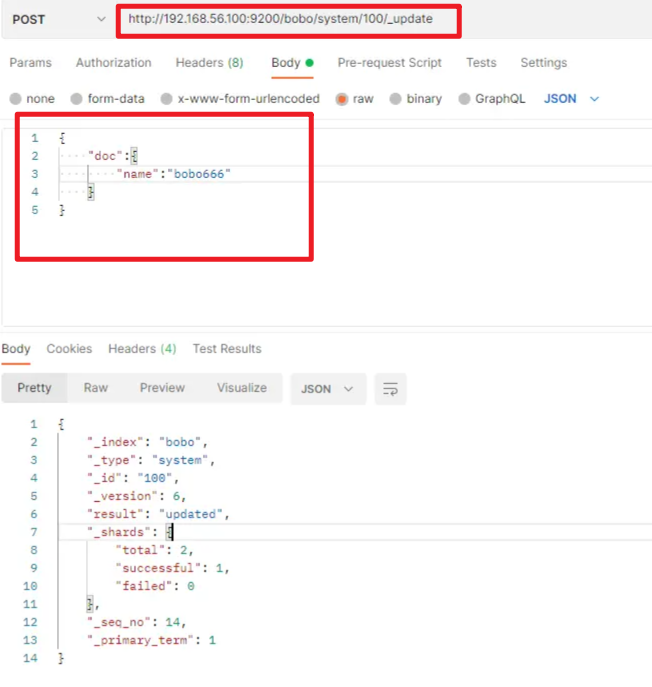 POST http://192.168.56.100:9200/bobo/system/100/_update
Params Authorization Headers (8) Body Pre-request Script Tests Settings
none form-data x-www-form-urlencoded raw binary GraphQL JSON
1 {
2 "doc":{
3 "name":"bobo666"
4 }
5 }
Body Cookies Headers (4) Test Results
Pretty Raw Preview Visualize JSON
1 {
2 "_index": "bobo",
3 "_type": "system",
4 "_id": "100",
5 "_version": 6,
6 "result": "updated",
7 "_shards": {
8 "total": 2,
9 "successful": 1,
10 "failed": 0
11 },
12 "_seq_no": 14,
13 "_primary_term": 1
14 }